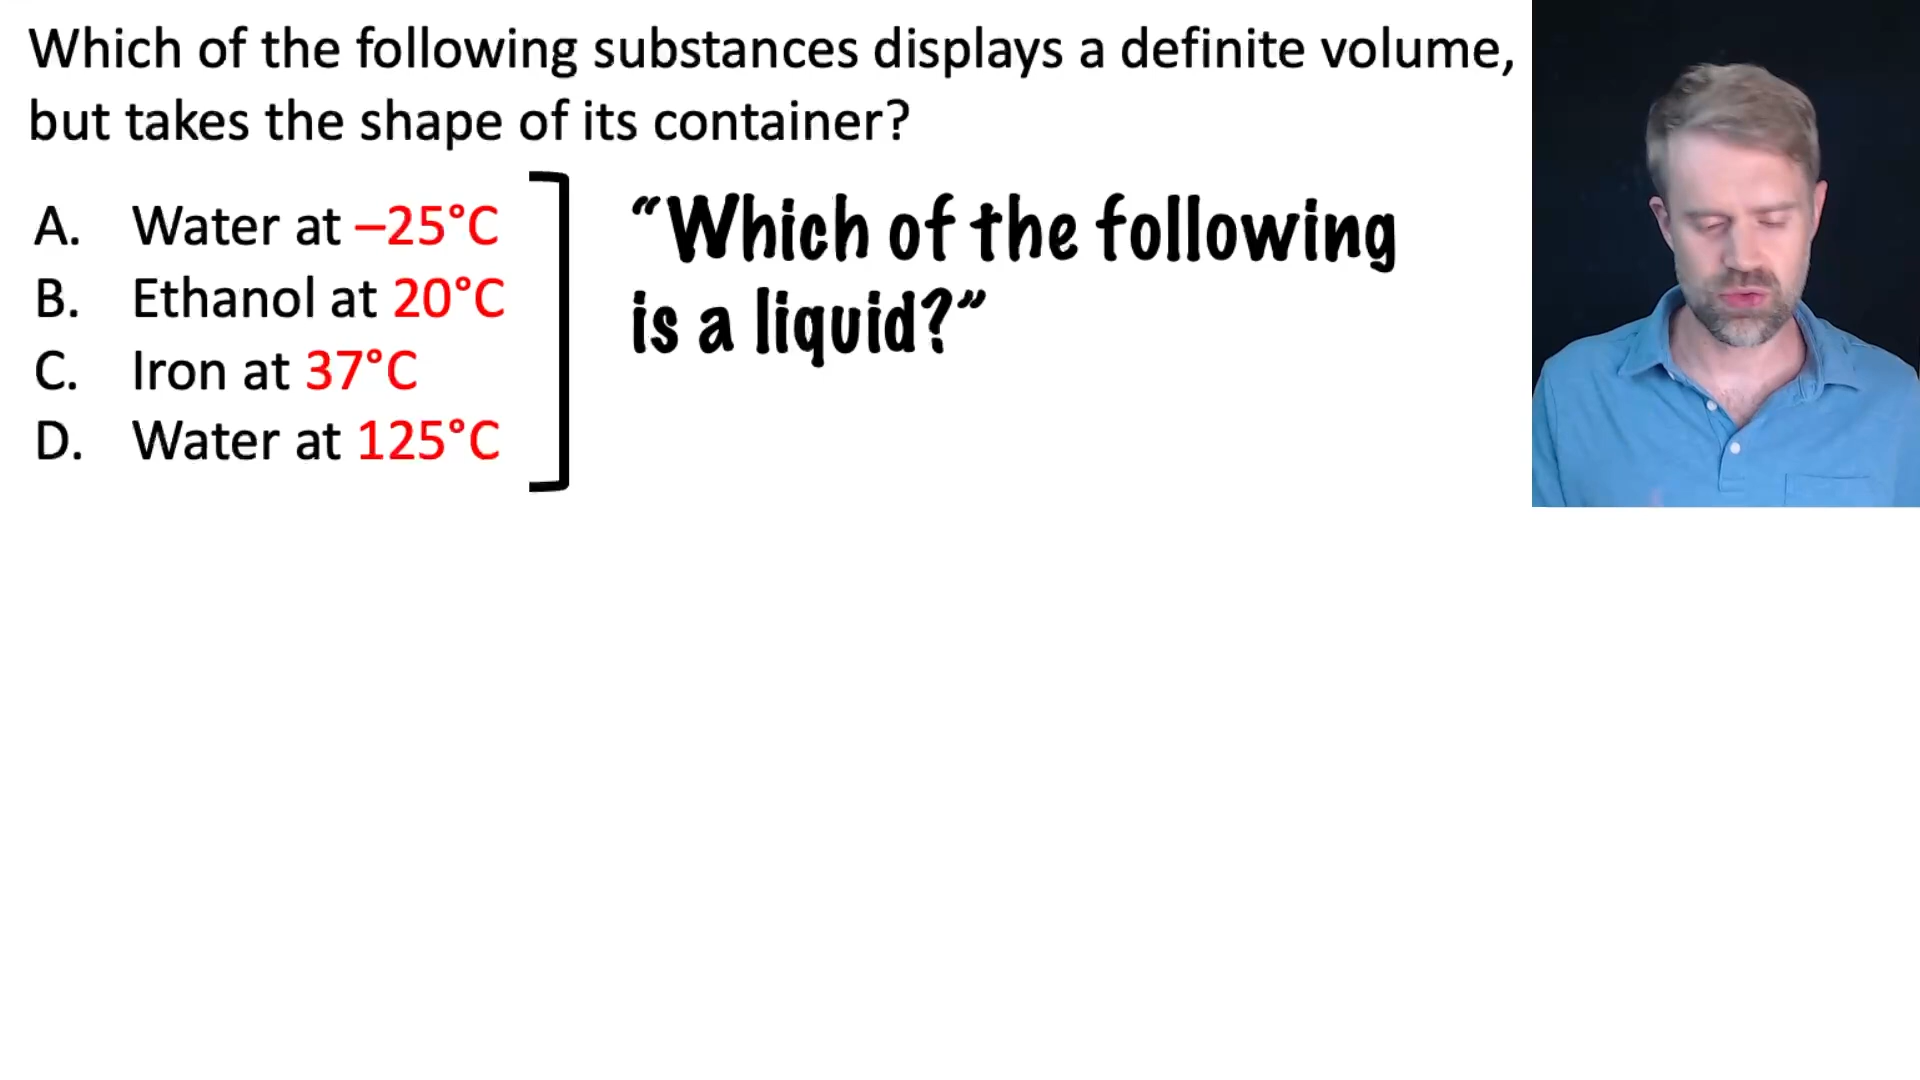 Which of the following substances displays a definite volume,
but takes the shape of its container?
A. Water at –25°C
B. Ethanol at 20°C
C. Iron at 37°C
D. Water at 125°C
“Which of the following
is a liquid?”